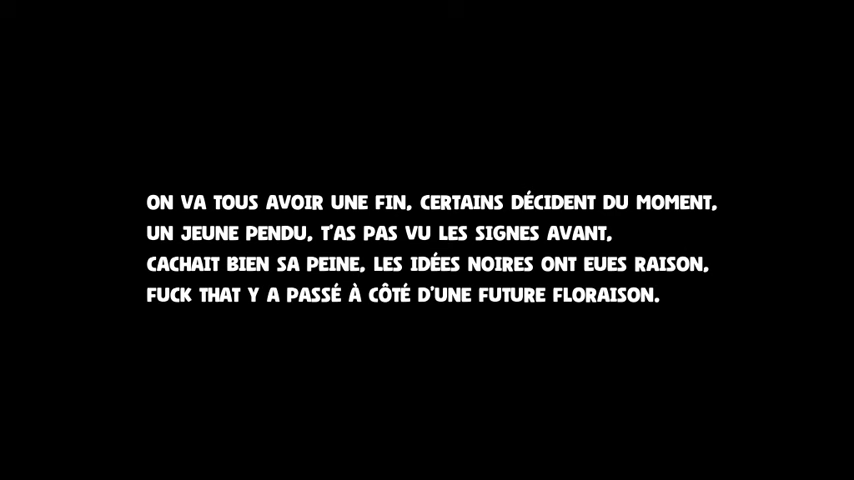 ON VA TOUS AVOIR UNE FIN, CERTAINS DÉCIDENT DU MOMENT,
UN JEUNE PENDU, T'AS PAS VU LES SIGNES AVANT,
CACHAIT BIEN SA PEINE, LES IDÉES NOIRES ONT EUES RAISON,
FUCK THAT Y A PASSÉ À CÔTÉ D'UNE FUTURE FLORAISON.